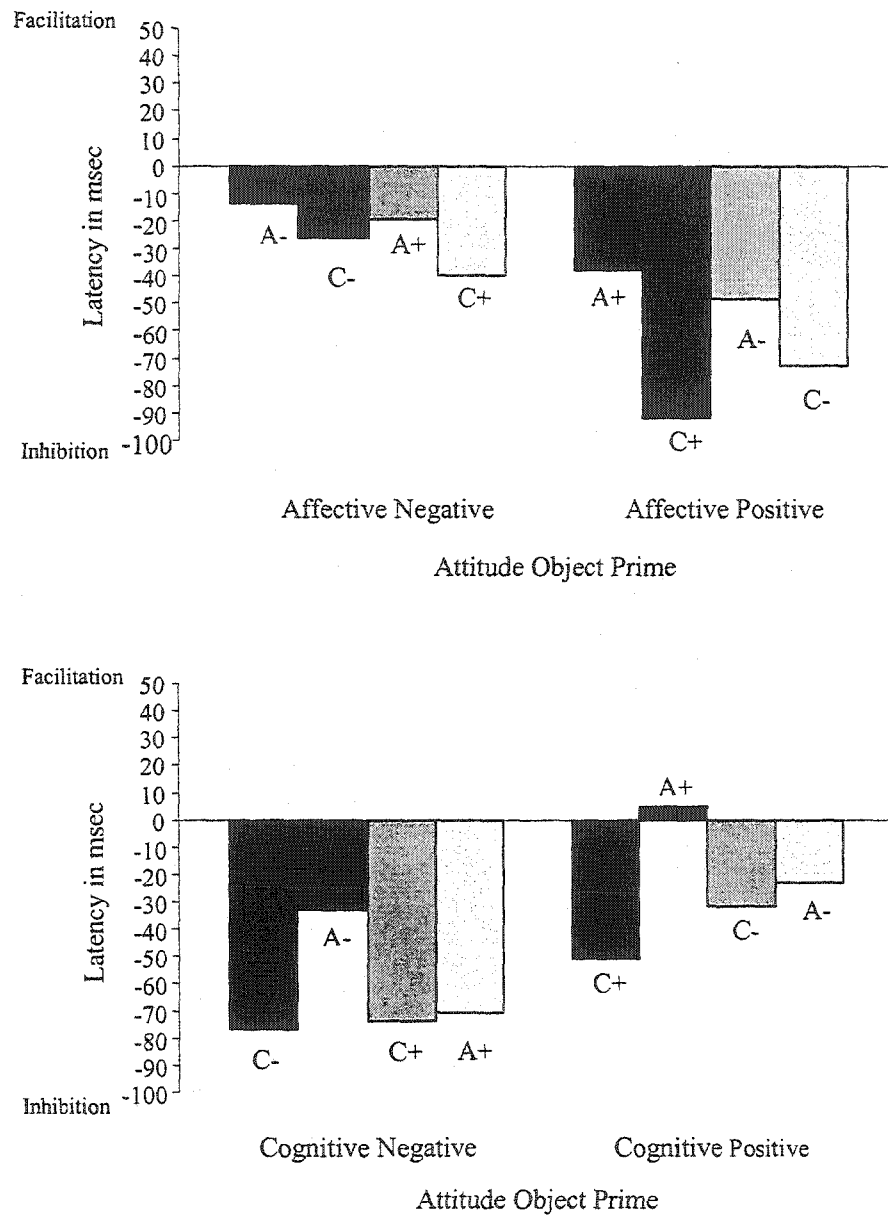 Facilitation
50
40
30
20
10
0
-10
-20
-30
-40
-50
-60
-70
-80
-90
-100
Inhibition
Latency in msec
A-
C-
A+
C+
A+
C+
A-
C-
Affective Negative
Affective Positive
Attitude Object Prime
Facilitation
50
40
30
20
10
0
-10
-20
-30
-40
-50
-60
-70
-80
-90
-100
Inhibition
Latency in msec
C-
A-
C+
A+
C+
A+
C-
A-
Cognitive Negative
Cognitive Positive
Attitude Object Prime